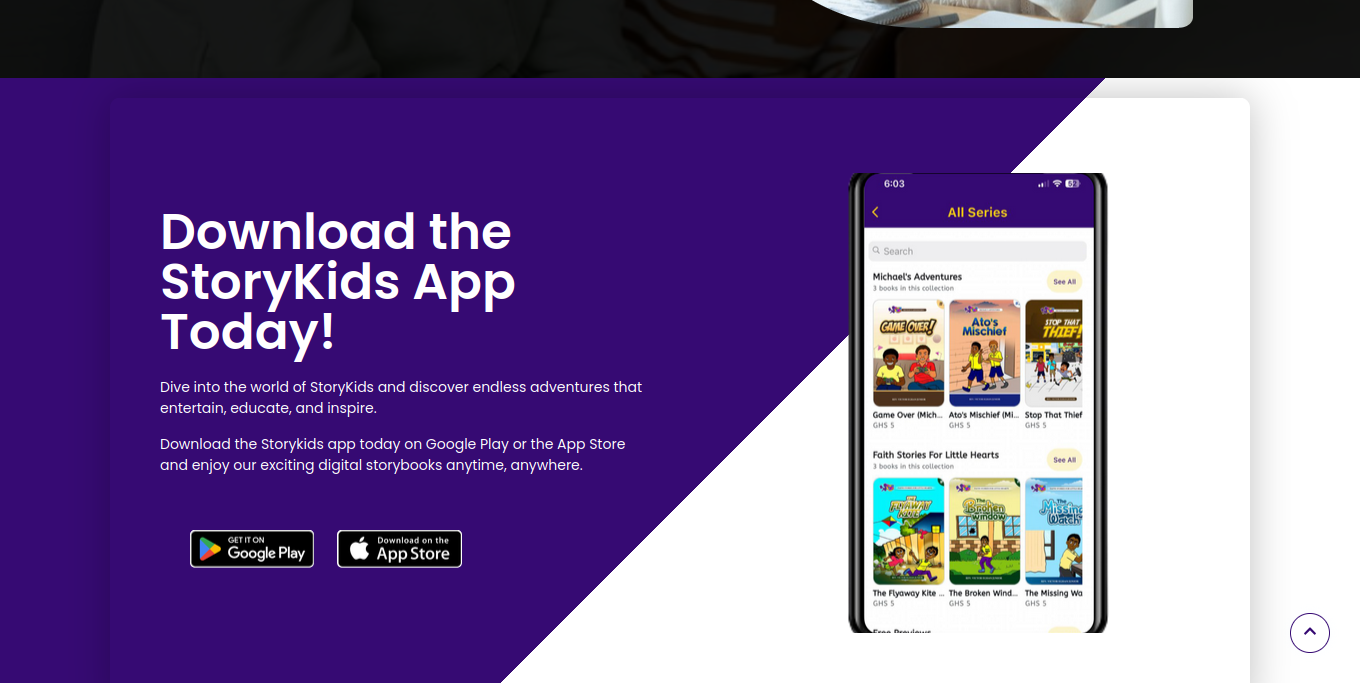 Download the
StoryKids App
Today!
Dive into the world of StoryKids and discover endless adventures that
entertain, educate, and inspire.
Download the Storykids app today on Google Play or the App Store
and enjoy our exciting digital storybooks anytime, anywhere.
GET IT ON
Google Play
Download on the
App Store
6:03
All Series
Search
Michael's Adventures
See All
3 books in this collection
GAME OVER!
Ato's
Mischief
STOP THAT
THIEF!
Game Over (Mich...
Ato's Mischief (Mi...
Stop That Thief
GHS 5
GHS 5
GHS 5
Faith Stories For Little Hearts
See All
3 books in this collection
The
Broken
window
The
Missing
Watch
The Flyaway Kite ...
The Broken Wind...
The Missing Wa
GHS 5
GHS 5
GHS 5
Free Previews